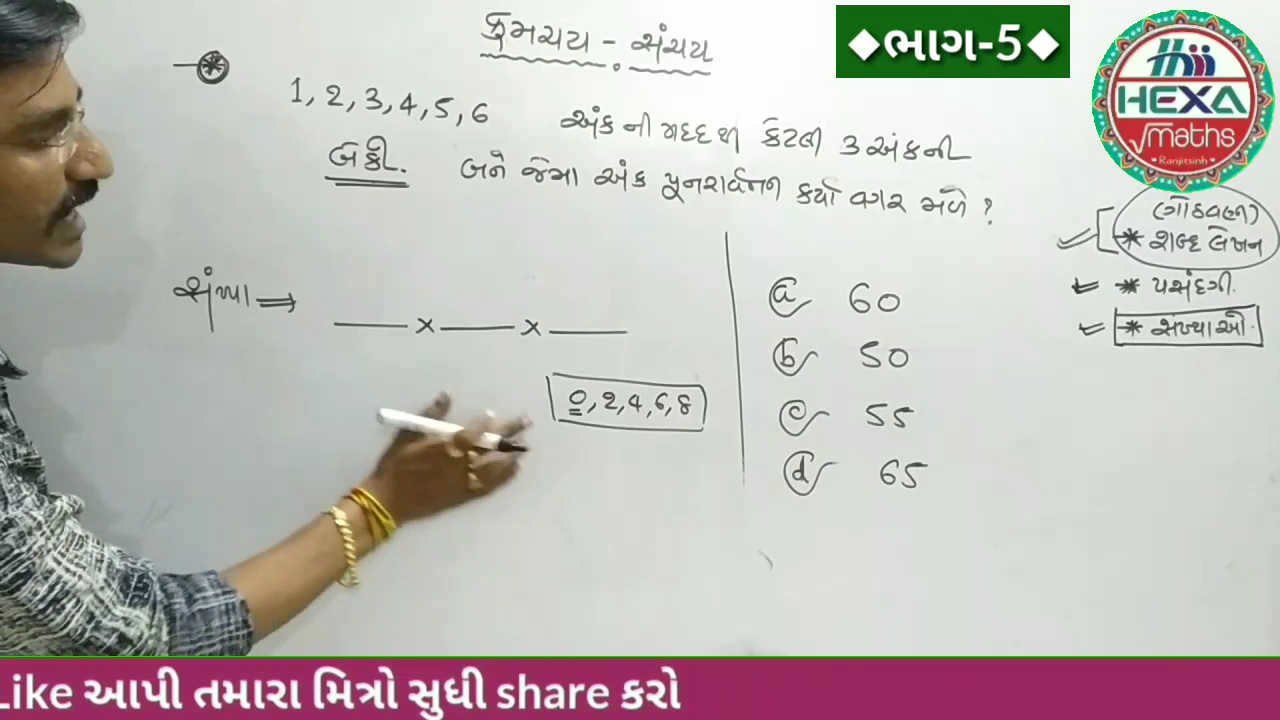 ક્રમચય - સંચય
◆ભાગ-5◆
HEXA
√maths
Ranjitsinh
1, 2, 3, 4, 5, 6 અંક ની મદદથી કેટલી 3 અંકની
બેકી. બને જેમાં અંક પુનરાવર્તન કર્યા વગર મળે ?
(ગોઠવણ)
* શબ્દ લેખન
* પસંદગી.
* સંખ્યાઓ.
સંખ્યા ⇒ ___ × ___ × ___
0, 2, 4, 6, 8
a 60
b 50
c 55
d 65
Like આપી તમારા મિત્રો સુધી share કરો